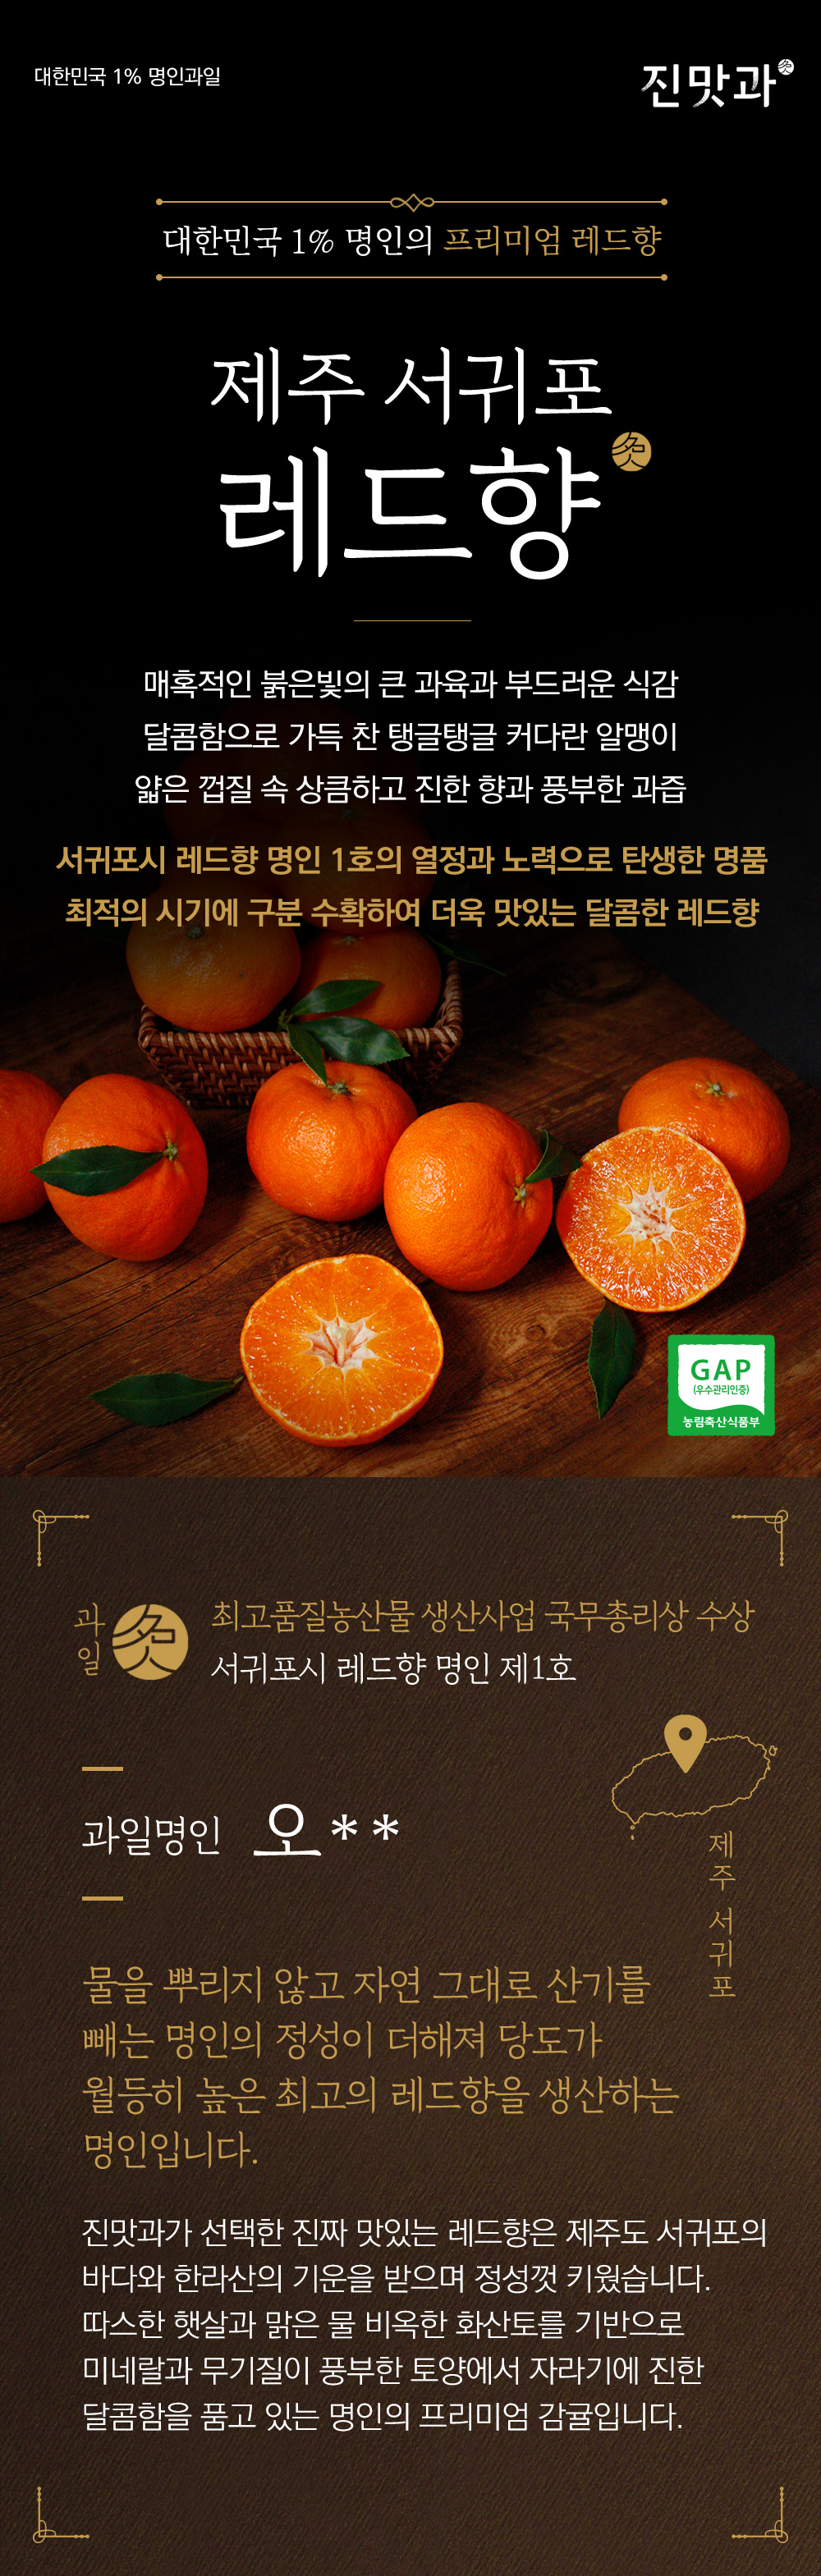 대한민국 1% 명인과일
진맛과
대한민국 1% 명인의 프리미엄 레드향
제주 서귀포
레드향
매혹적인 붉은빛의 큰 과육과 부드러운 식감
달콤함으로 가득 찬 탱글탱글 커다란 알맹이
얇은 껍질 속 상큼하고 진한 향과 풍부한 과즙
서귀포시 레드향 명인 1호의 열정과 노력으로 탄생한 명품
최적의 시기에 구분 수확하여 더욱 맛있는 달콤한 레드향
GAP
(우수관리인증)
농림축산식품부
과일
최고품질농산물 생산사업 국무총리상 수상
서귀포시 레드향 명인 제1호
과일명인 오**
제주 서귀포
물을 뿌리지 않고 자연 그대로 산기를
빼는 명인의 정성이 더해져 당도가
월등히 높은 최고의 레드향을 생산하는
명인입니다.
진맛과가 선택한 진짜 맛있는 레드향은 제주도 서귀포의
바다와 한라산의 기운을 받으며 정성껏 키웠습니다.
따스한 햇살과 맑은 물 비옥한 화산토를 기반으로
미네랄과 무기질이 풍부한 토양에서 자라기에 진한
달콤함을 품고 있는 명인의 프리미엄 감귤입니다.